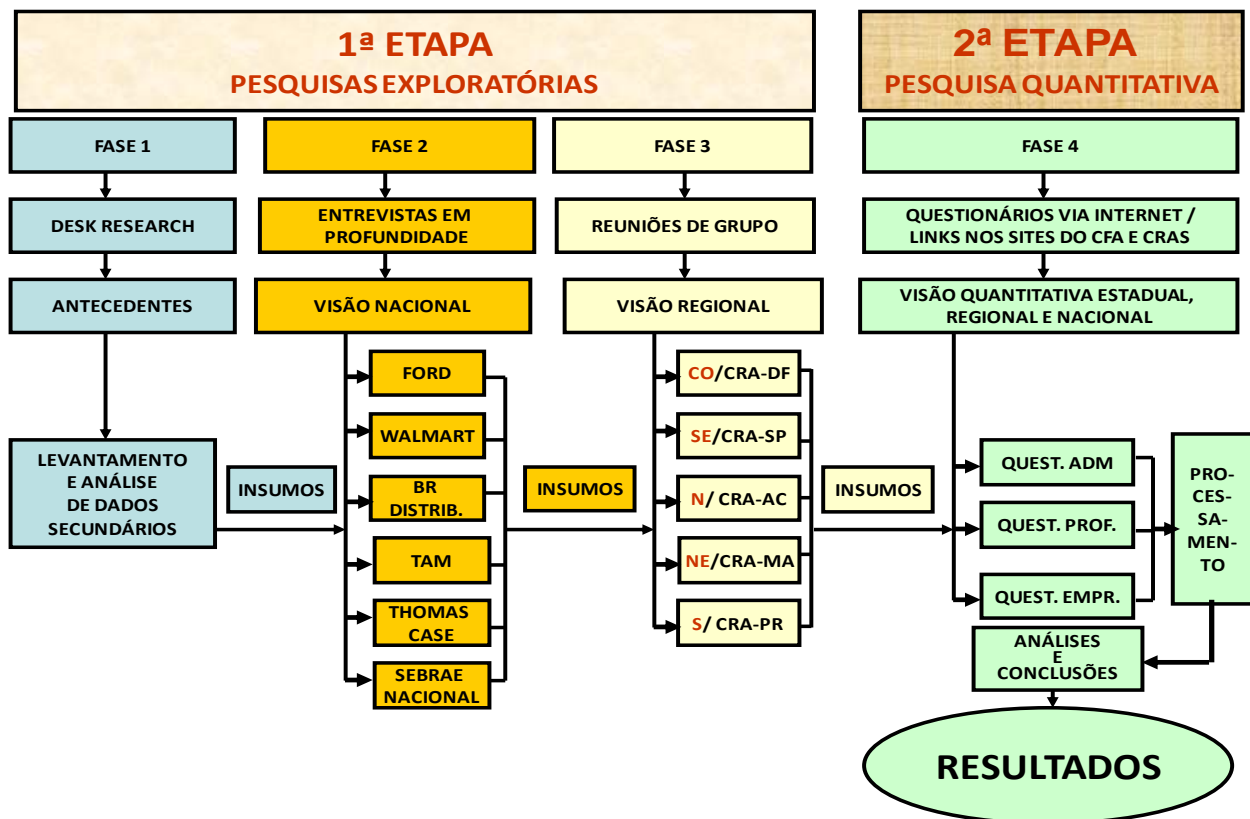 1ª ETAPA
PESQUISAS EXPLORATÓRIAS
2ª ETAPA
PESQUISA QUANTITATIVA
FASE 1
FASE 2
FASE 3
FASE 4
DESK RESEARCH
ENTREVISTAS EM
PROFUNDIDADE
REUNIÕES DE GRUPO
QUESTIONÁRIOS VIA INTERNET /
LINKS NOS SITES DO CFA E CRAS
ANTECEDENTES
VISÃO NACIONAL
VISÃO REGIONAL
VISÃO QUANTITATIVA ESTADUAL,
REGIONAL E NACIONAL
LEVANTAMENTO
E ANÁLISE
DE DADOS
SECUNDÁRIOS
INSUMOS
FORD
WALMART
BR
DISTRIB.
TAM
THOMAS
CASE
SEBRAE
NACIONAL
INSUMOS
CO/CRA-DF
SE/CRA-SP
N/ CRA-AC
NE/CRA-MA
S/ CRA-PR
INSUMOS
QUEST. ADM
QUEST. PROF.
QUEST. EMPR.
PRO-
CES-
SA-
MEN-
TO
ANÁLISES
E
CONCLUSÕES
RESULTADOS